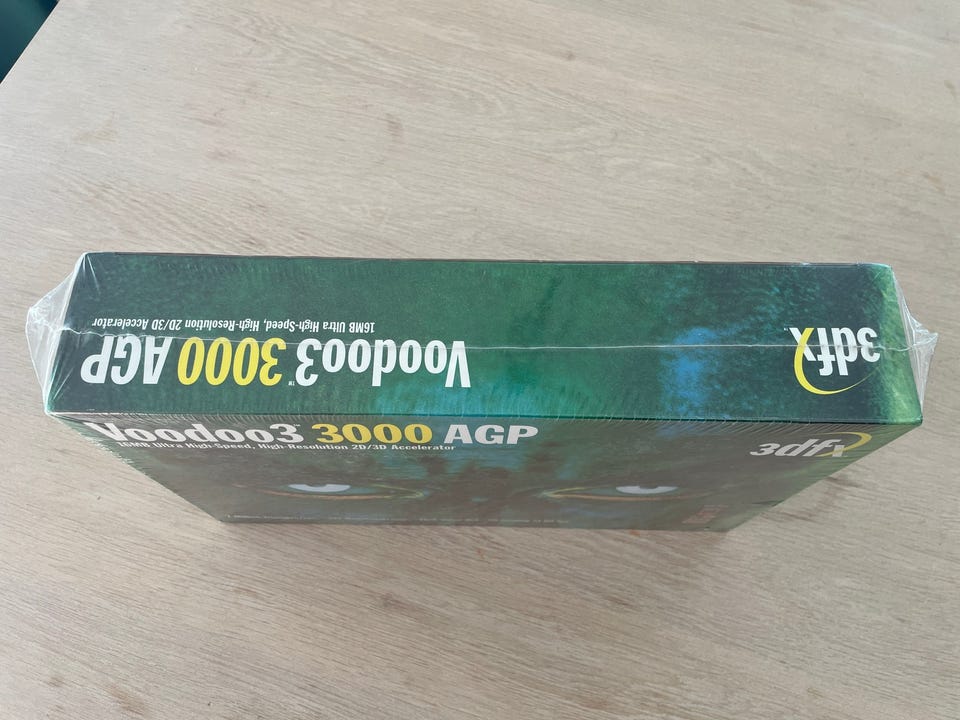 Voodoo3™ 3000 AGP
16MB Ultra High-Speed, High-Resolution 2D/3D Accelerator
3dfx
Voodoo3 3000 AGP
16MB Ultra High-Speed, High-Resolution 2D/3D Accelerator
3dfx